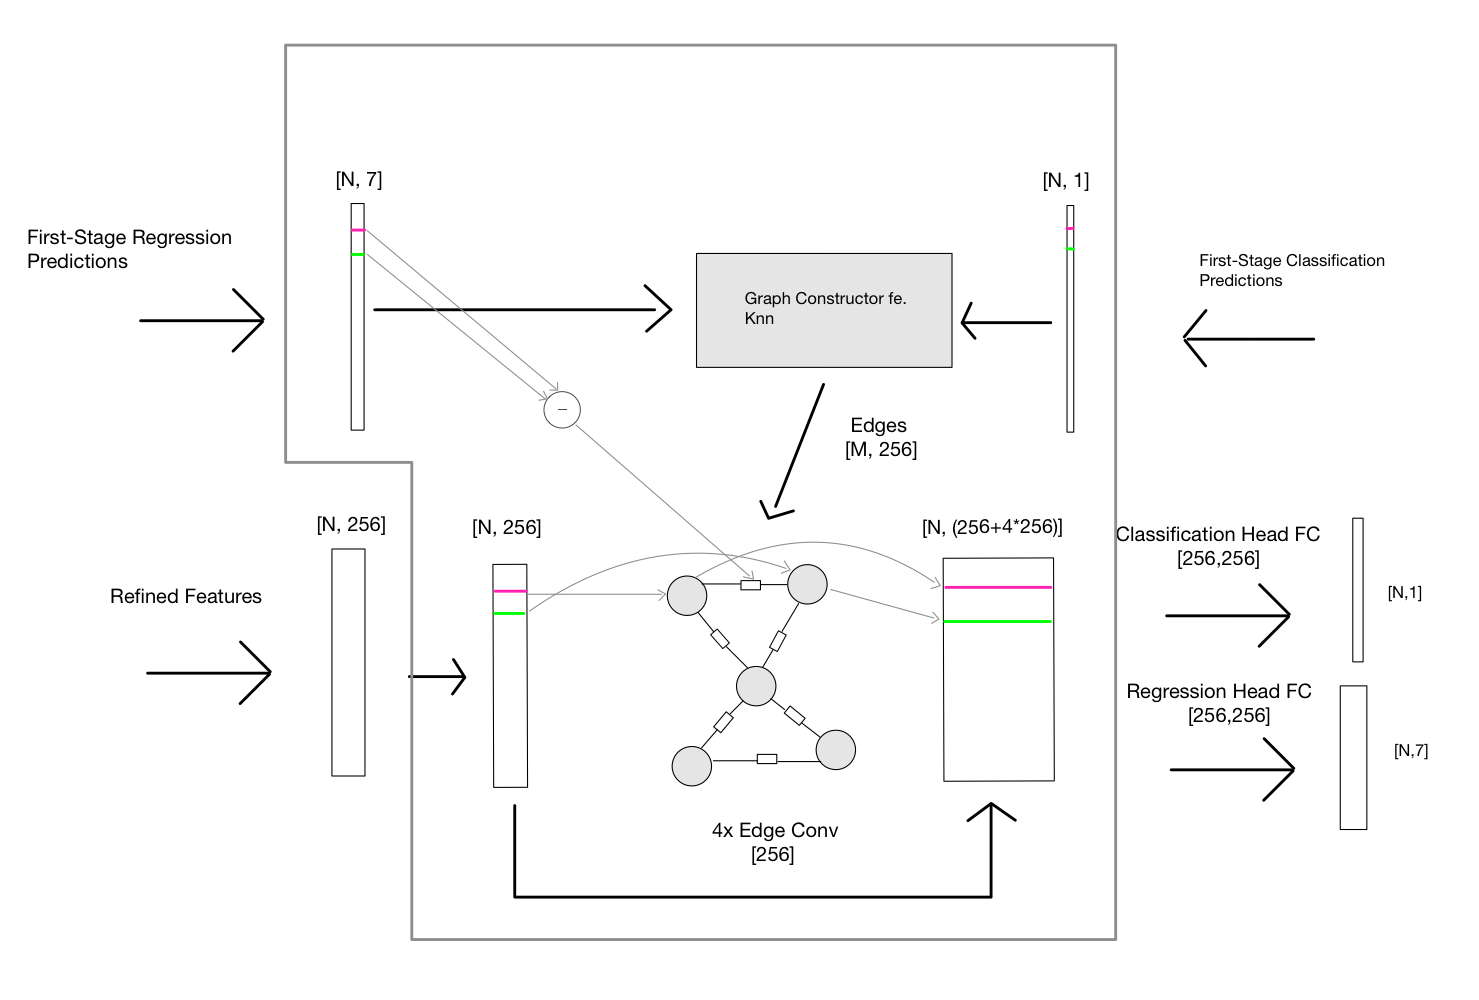 [N, 7]
[N, 1]
First-Stage Regression
Predictions
First-Stage Classification
Predictions
Graph Constructor fe.
Knn
−
Edges
[M, 256]
[N, 256]
[N, 256]
[N, (256+4*256)]
Classification Head FC
[256,256]
Refined Features
[N,1]
Regression Head FC
[256,256]
[N,7]
4x Edge Conv
[256]